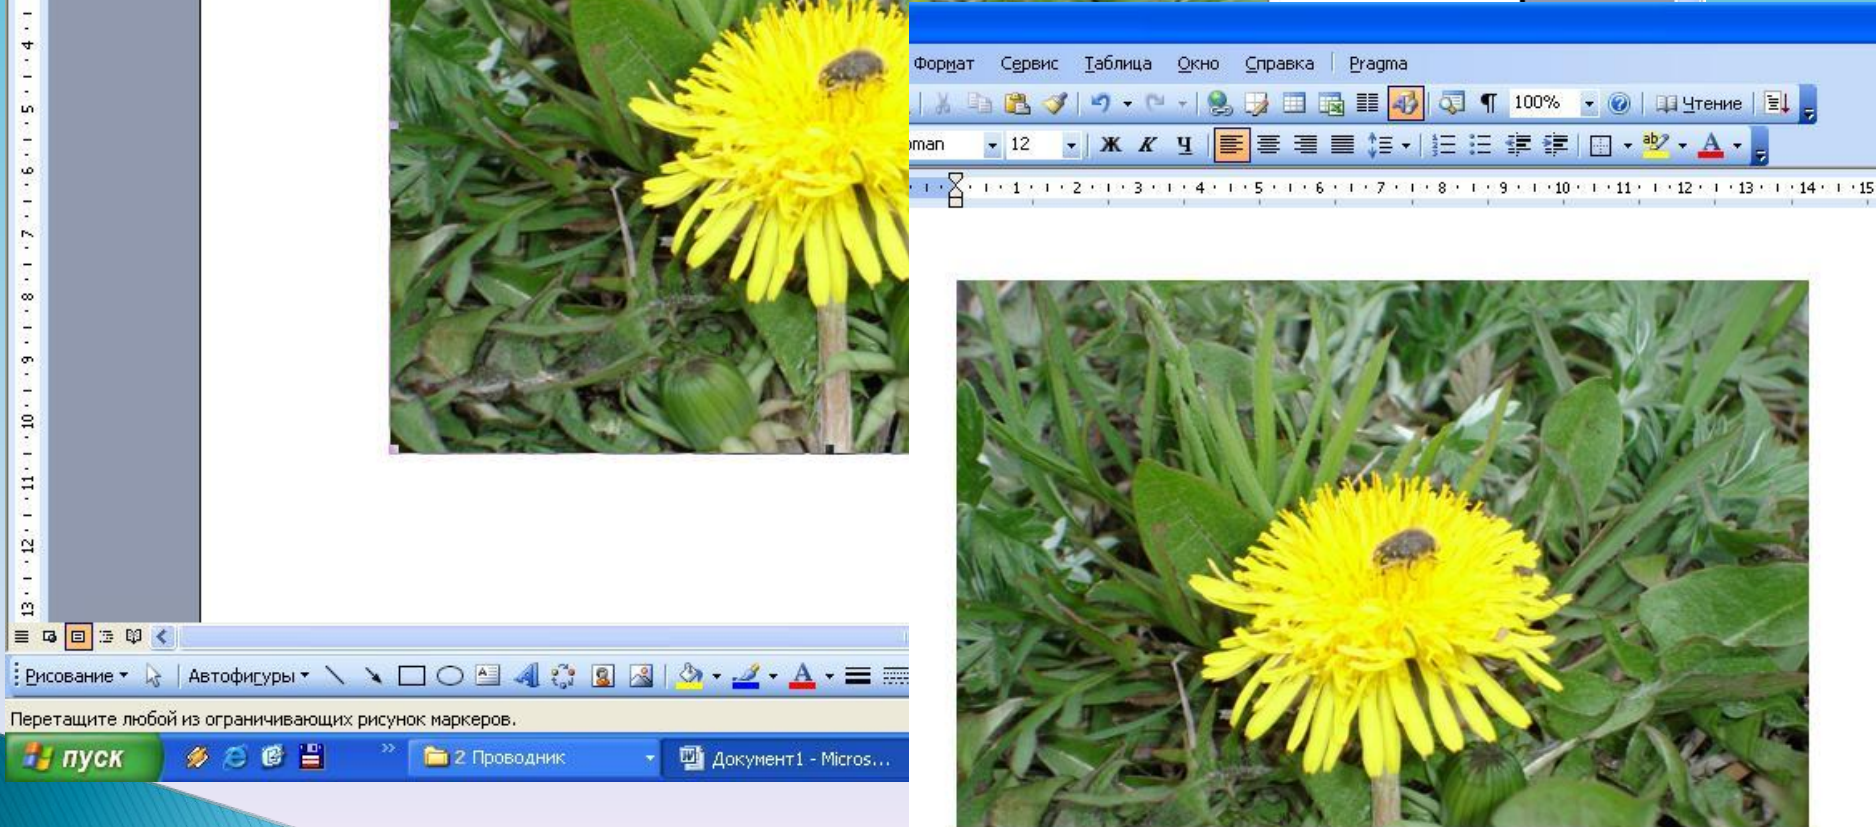 Формат Сервис Таблица Окно Справка Pragma
100% Чтение
oman 12 Ж К Ч
1 2 3 4 5 6 7 8 9 10 11 12 13 14 15
4
5
6
7
8
9
10
11
12
13
Рисование Автофигуры
Перетащите любой из ограничивающих рисунок маркеров.
пуск 2 Проводник Документ1 - Micros...